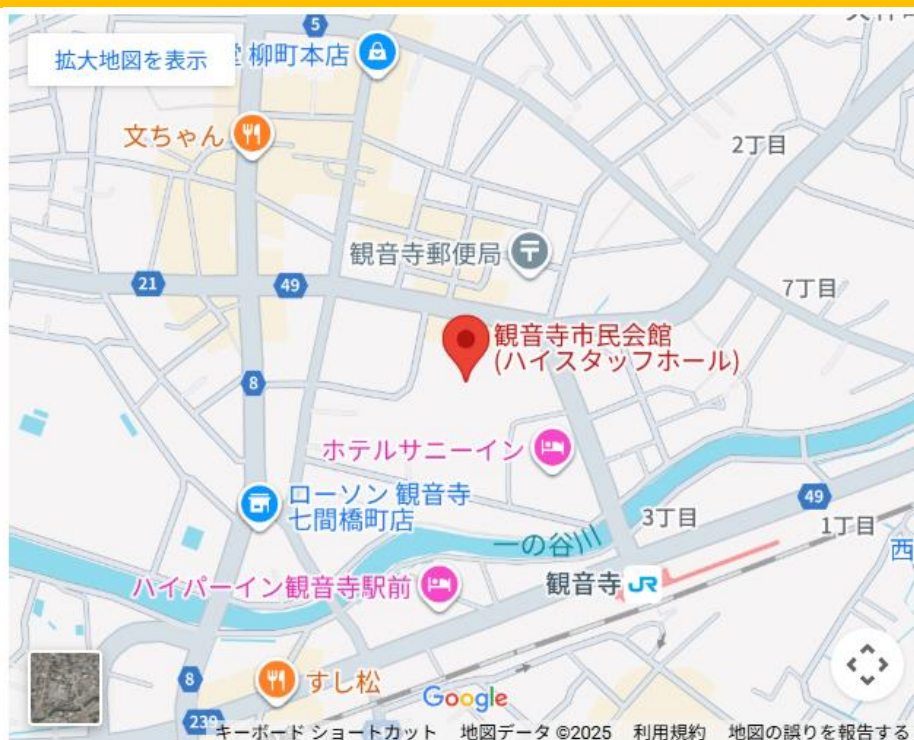 5
拡大地図を表示
柳町本店
文ちゃん
2丁目
観音寺郵便局
21
49
7丁目
観音寺市民会館
(ハイスタッフホール)
8
ホテルサニーイン
ローソン 観音寺
七間橋町店
49
3丁目
1丁目
一の谷川
西
ハイパーイン観音寺駅前
観音寺 JR
8
すし松
Google
239
キーボード ショートカット 地図データ ©2025 利用規約 地図の誤りを報告する